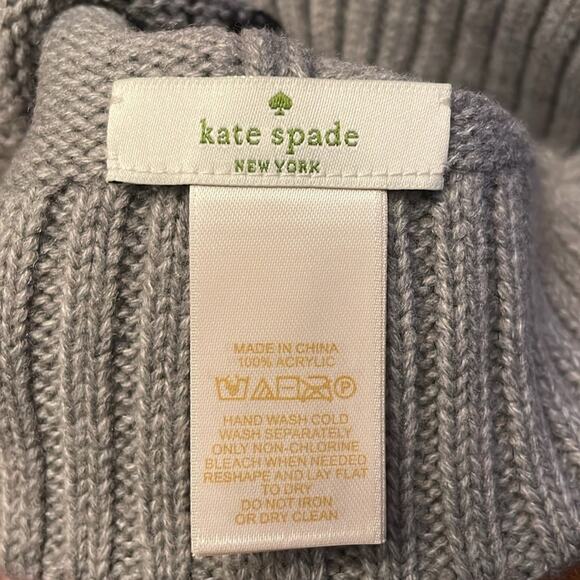 kate spade
NEW YORK
MADE IN CHINA
100% ACRYLIC
HAND WASH COLD
WASH SEPARATELY
ONLY NON-CHLORINE
BLEACH WHEN NEEDED
RESHAPE AND LAY FLAT
TO DRY
DO NOT IRON
OR DRY CLEAN